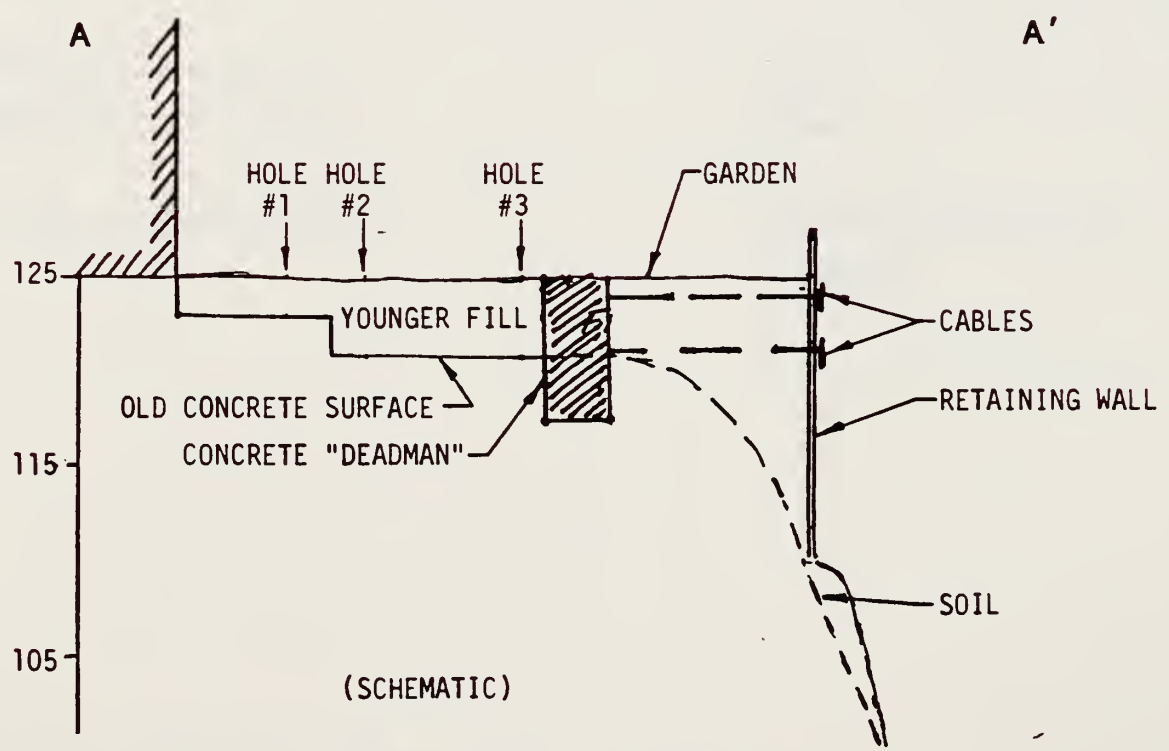 A
A'
HOLE HOLE HOLE
#1 #2 #3
GARDEN
125
YOUNGER FILL
CABLES
OLD CONCRETE SURFACE
RETAINING WALL
CONCRETE "DEADMAN"
115
SOIL
105
(SCHEMATIC)